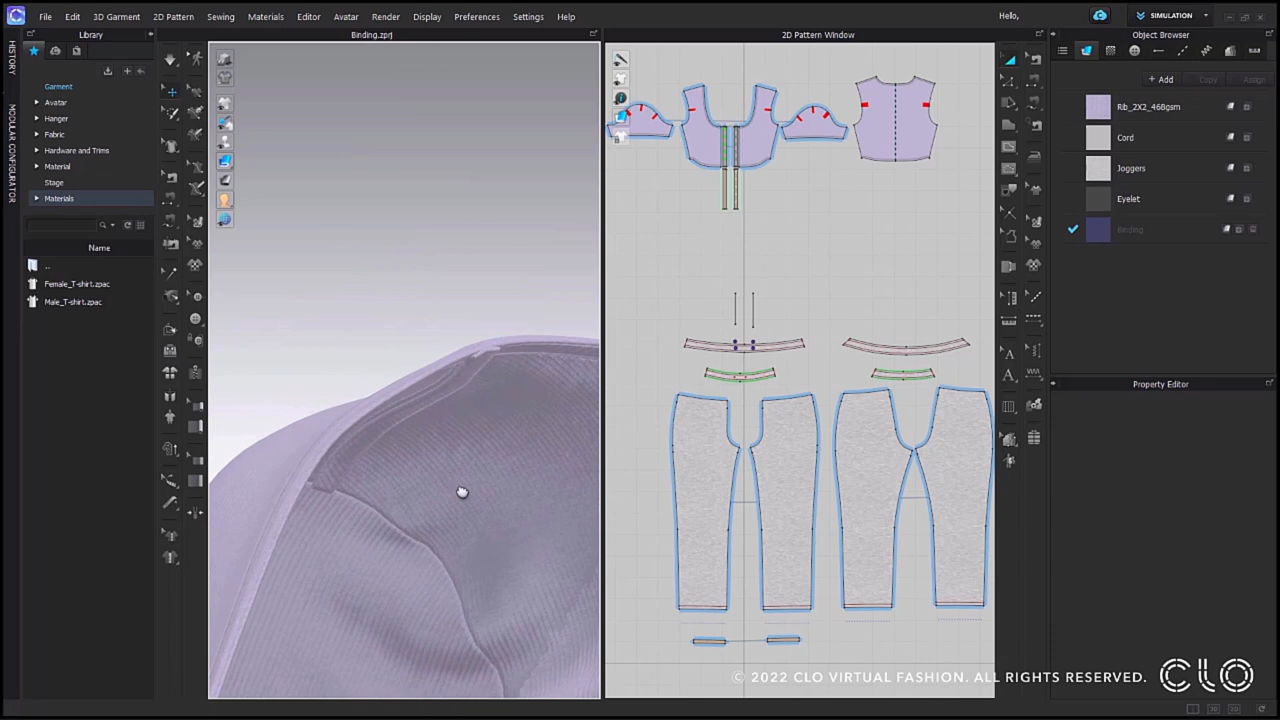 File Edit 3D Garment 2D Pattern Sewing Materials Editor Avatar Render Display Preferences Settings Help
Hello,
SIMULATION
HISTORY
MODULAR CONFIGURATOR
Library
Garment
Avatar
Hanger
Fabric
Hardware and Trims
Material
Stage
Materials
Name
..
Female_T-shirt.zpac
Male_T-shirt.zpac
Binding.zprj
2D Pattern Window
Object Browser
+ Add Copy Assign
Rib_2X2_468gsm
Cord
Joggers
Eyelet
Binding
Property Editor
© 2022 CLO VIRTUAL FASHION. ALL RIGHTS RESERVED. CLO
3D 2D